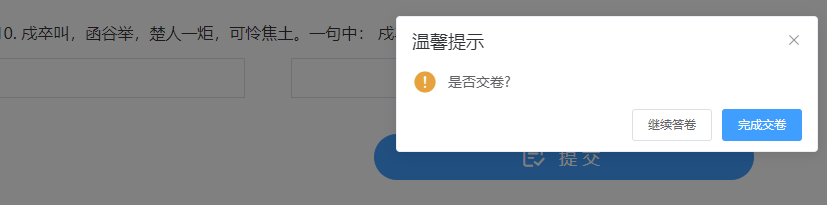 10. 戍卒叫，函谷举，楚人一炬，可怜焦土。一句中：
温馨提示
是否交卷?
继续答卷
完成交卷
提交